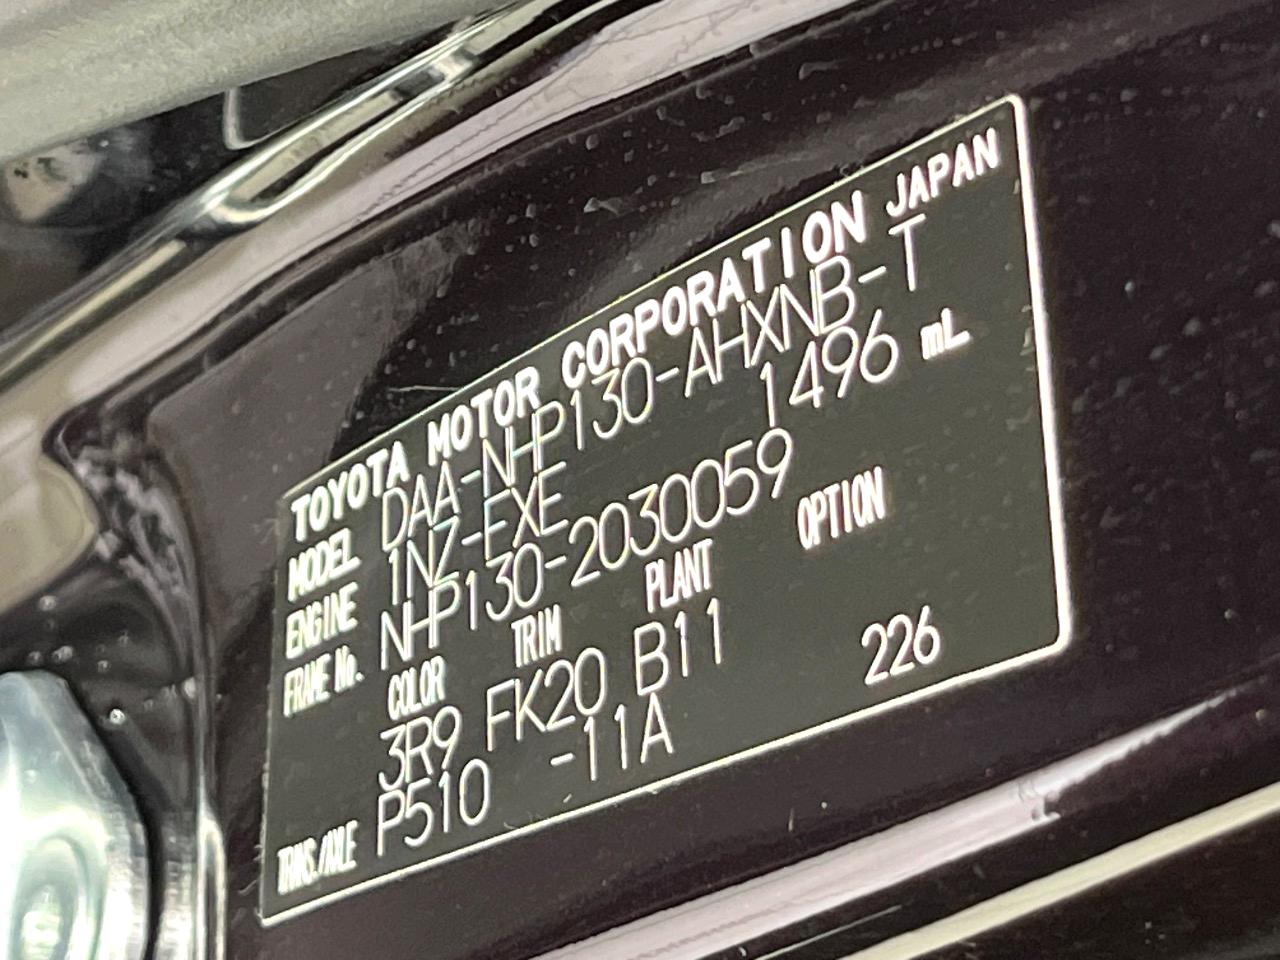 TOYOTA MOTOR CORPORATION JAPAN
MODEL DAA-NHP130-AHXNB-T
ENGINE 1NZ-FXE 1496 mL
FRAME No. NHP130-2030059
COLOR TRIM PLANT OPTION
3R9 FK20 B11 226
TRANS./AXLE P510 -11A